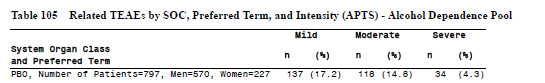 Table 105 Related TEAEs by SOC, Preferred Term, and Intensity (APTS) - Alcohol Dependence Pool
Mild Moderate Severe
System Organ Class
and Preferred Term n (%) n (%) n (%)
PBO, Number of Patients=797, Men=570, Women=227 137 (17.2) 118 (14.8) 34 (4.3)